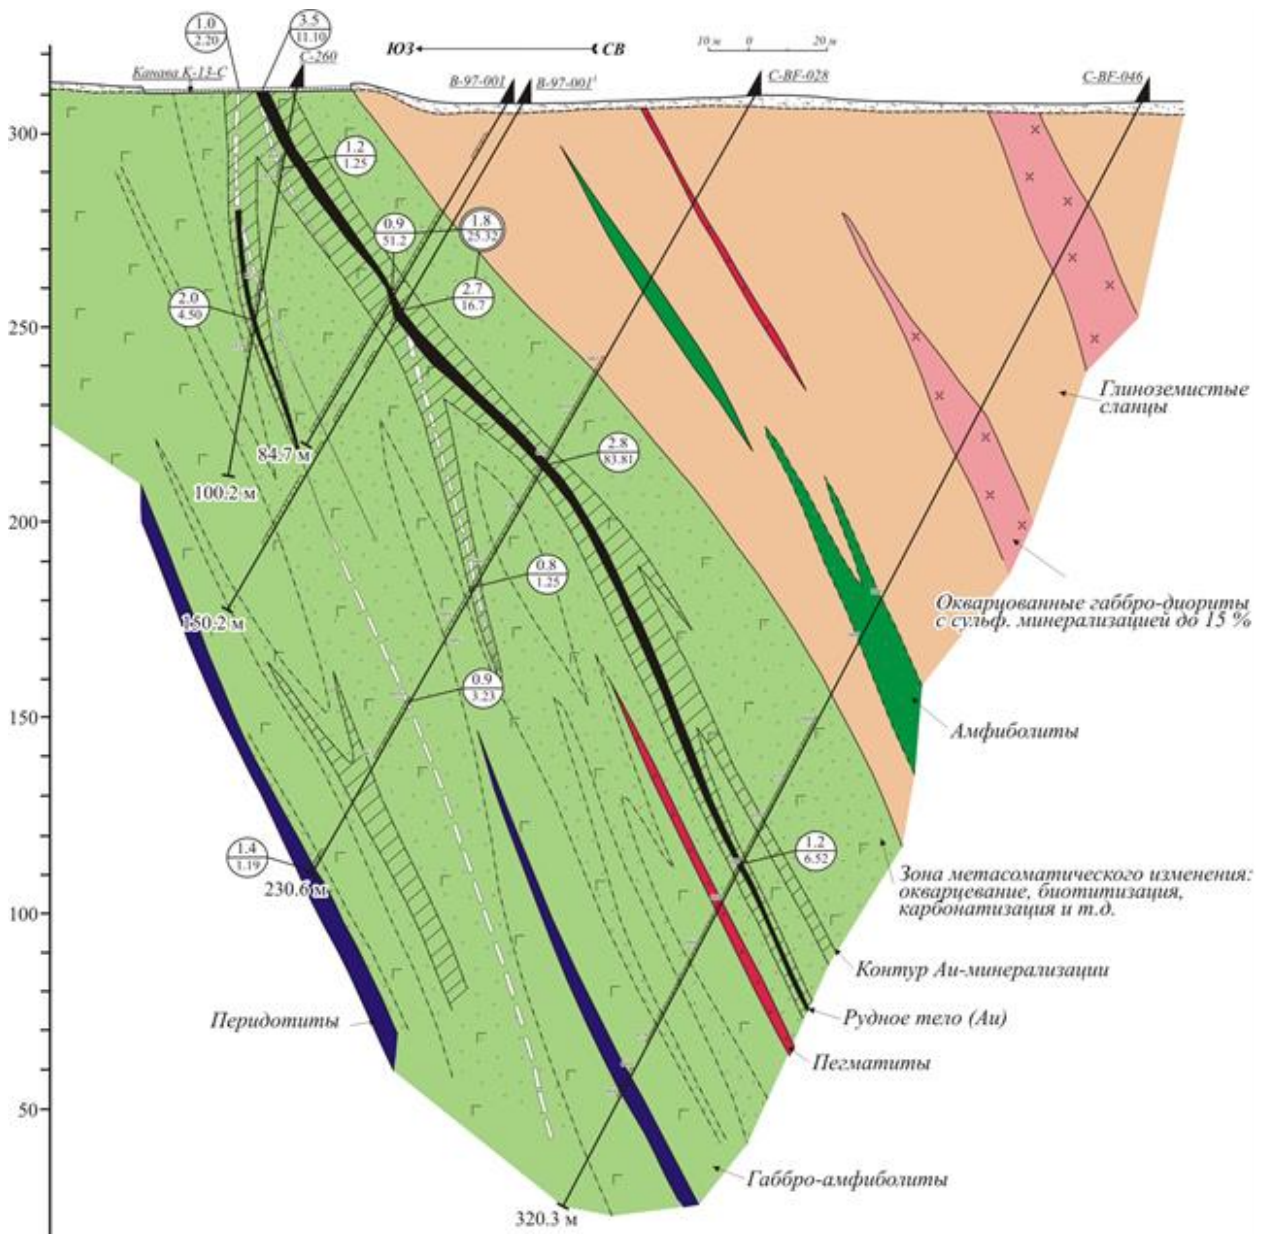 1.0
2.20
3.5
11.10
ЮЗ СВ
10 м 0 20 м
Канава К-13-С
С-260
В-97-001
В-97-001¹
С-BF-028
С-BF-046
300
1.2
1.25
0.9
51.2
1.8
25.32
2.7
16.7
2.0
4.50
250
Глиноземистые
сланцы
84.7 м
2.8
83.81
100.2 м
200
0.8
1.25
150.2 м
Окварцованные габбро-диориты
с сульф. минерализацией до 15 %
0.9
3.23
150
Амфиболиты
1.4
1.19
1.2
6.52
230.6 м
Зона метасоматического изменения:
окварцевание, биотитизация,
карбонатизация и т.д.
100
Контур Au-минерализации
Перидотиты
Рудное тело (Au)
Пегматиты
50
Габбро-амфиболиты
320.3 м